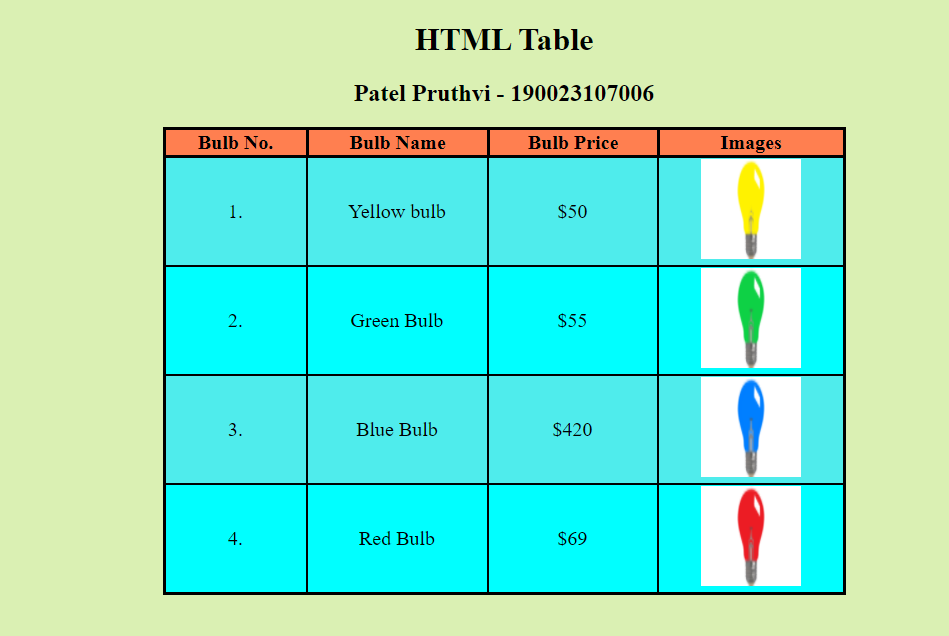 HTML Table
Patel Pruthvi - 190023107006
Bulb No. Bulb Name Bulb Price Images
1. Yellow bulb $50
2. Green Bulb $55
3. Blue Bulb $420
4. Red Bulb $69